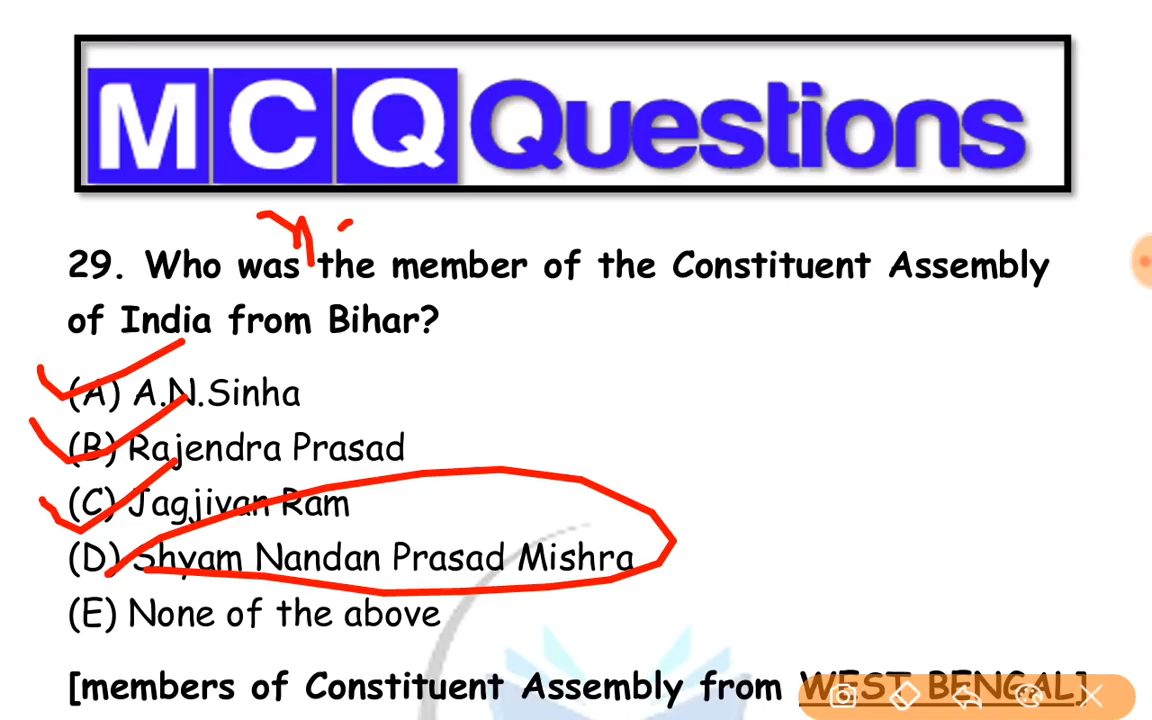 MCQ Questions
29. Who was the member of the Constituent Assembly
of India from Bihar?
(A) A.N.Sinha
(B) Rajendra Prasad
(C) Jagjivan Ram
(D) Shyam Nandan Prasad Mishra
(E) None of the above
[members of Constituent Assembly from WEST BENGAL]